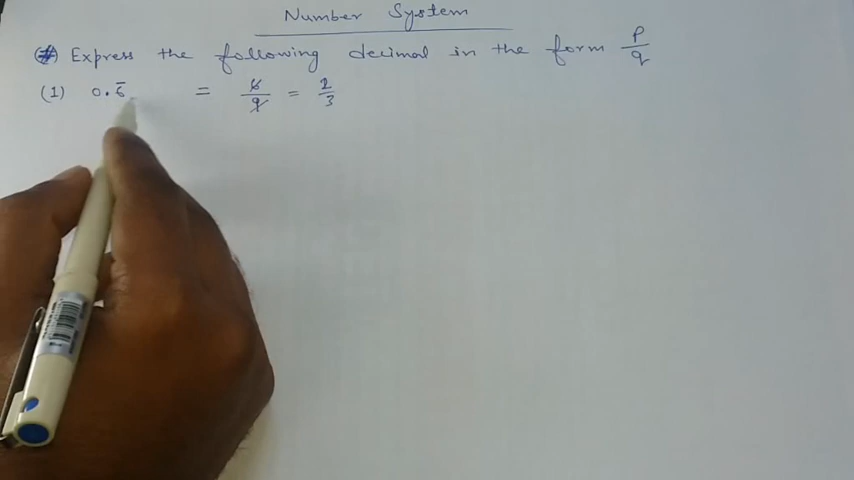 Number System
(#) Express the following decimal in the form p/q
(1) 0.6̅ = 6/9 = 2/3